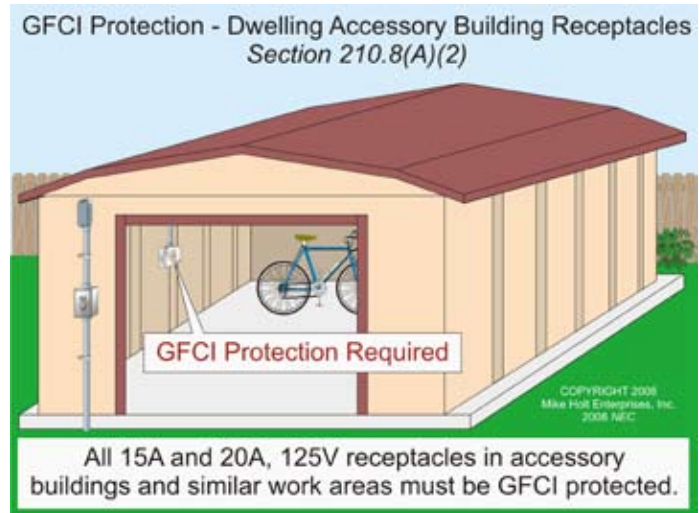 GFCI Protection - Dwelling Accessory Building Receptacles
Section 210.8(A)(2)
GFCI Protection Required
COPYRIGHT 2008
Mike Holt Enterprises, Inc.
2008 NEC
All 15A and 20A, 125V receptacles in accessory
buildings and similar work areas must be GFCI protected.